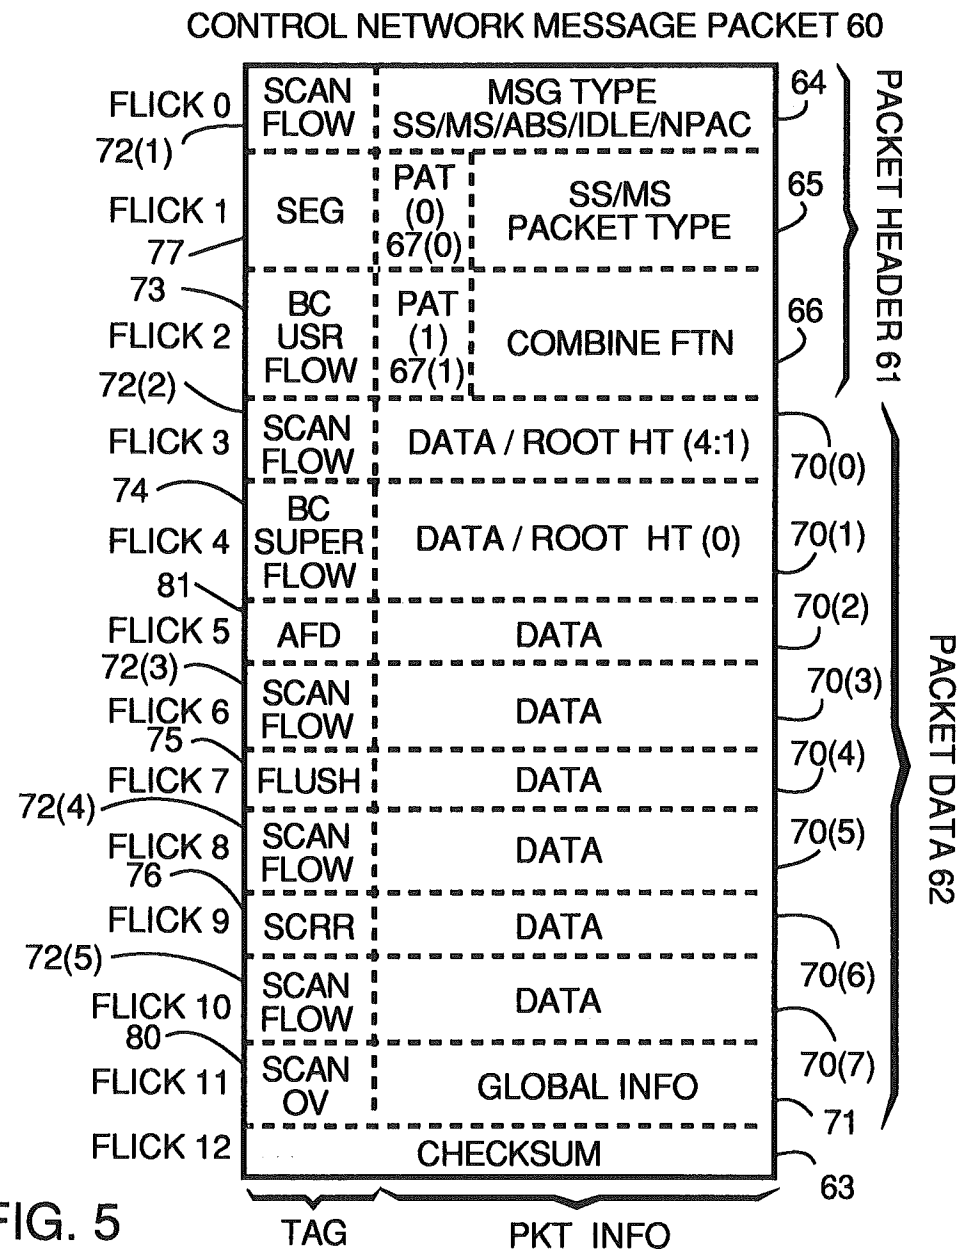 CONTROL NETWORK MESSAGE PACKET 60
FLICK 0
72(1)
SCAN
FLOW
MSG TYPE
SS/MS/ABS/IDLE/NPAC
64
FLICK 1
77
SEG
PAT
(0)
67(0)
SS/MS
PACKET TYPE
65
73
FLICK 2
72(2)
BC
USR
FLOW
PAT
(1)
67(1)
COMBINE FTN
66
PACKET HEADER 61
FLICK 3
SCAN
FLOW
DATA / ROOT HT (4:1)
70(0)
74
FLICK 4
BC
SUPER
FLOW
DATA / ROOT HT (0)
70(1)
81
FLICK 5
AFD
DATA
70(2)
72(3)
FLICK 6
SCAN
FLOW
DATA
70(3)
75
FLICK 7
FLUSH
DATA
70(4)
72(4)
FLICK 8
SCAN
FLOW
DATA
70(5)
76
FLICK 9
SCRR
DATA
70(6)
72(5)
FLICK 10
SCAN
FLOW
DATA
70(7)
80
FLICK 11
SCAN
OV
GLOBAL INFO
71
PACKET DATA 62
FLICK 12
CHECKSUM
63
TAG
PKT INFO
FIG. 5